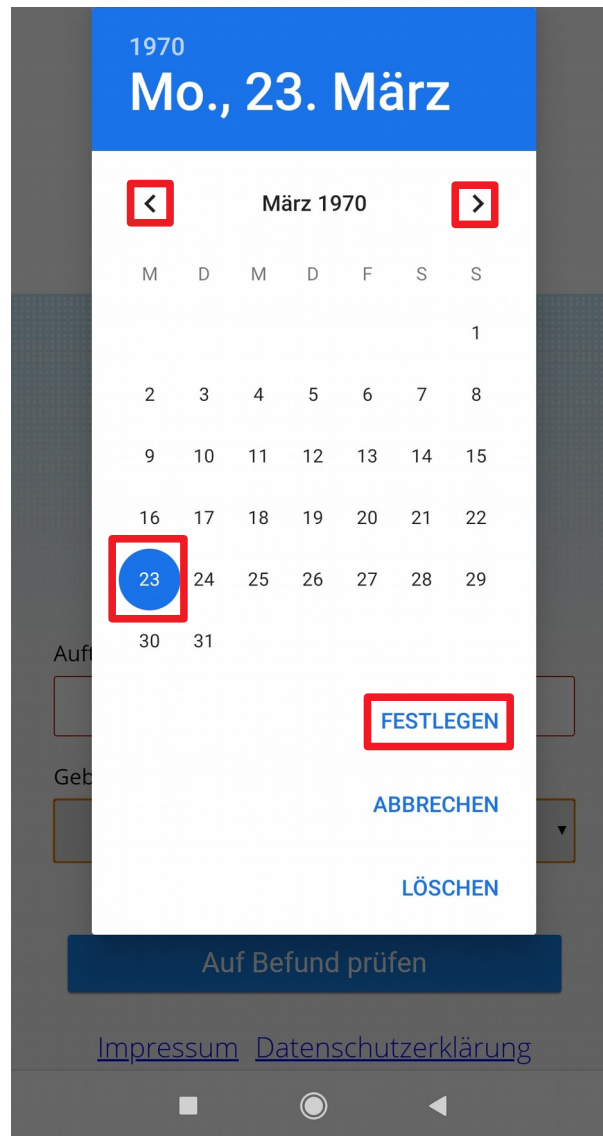 1970
Mo., 23. März
< März 1970 >
M D M D F S S
1
2 3 4 5 6 7 8
9 10 11 12 13 14 15
16 17 18 19 20 21 22
23 24 25 26 27 28 29
30 31
Auft
FESTLEGEN
Geb
ABBRECHEN
LÖSCHEN
Auf Befund prüfen
Impressum Datenschutzerklärung